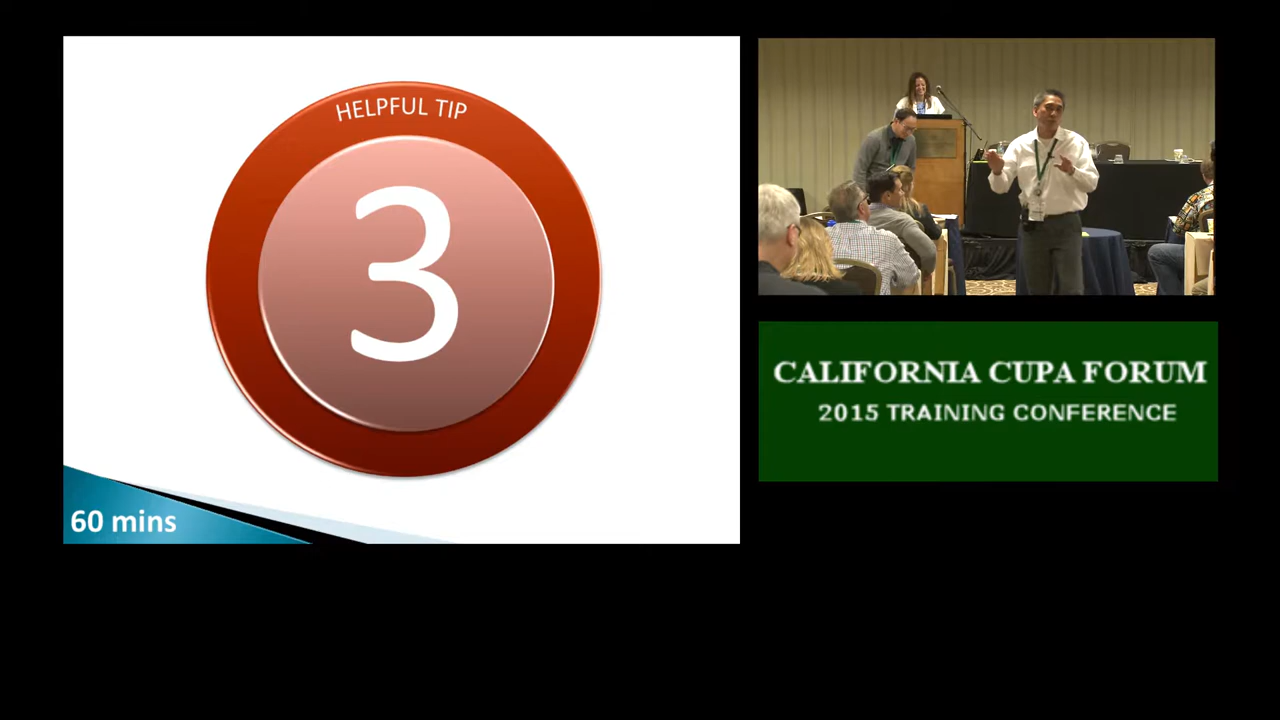 HELPFUL TIP
3
60 mins
CALIFORNIA CUPA FORUM
2015 TRAINING CONFERENCE